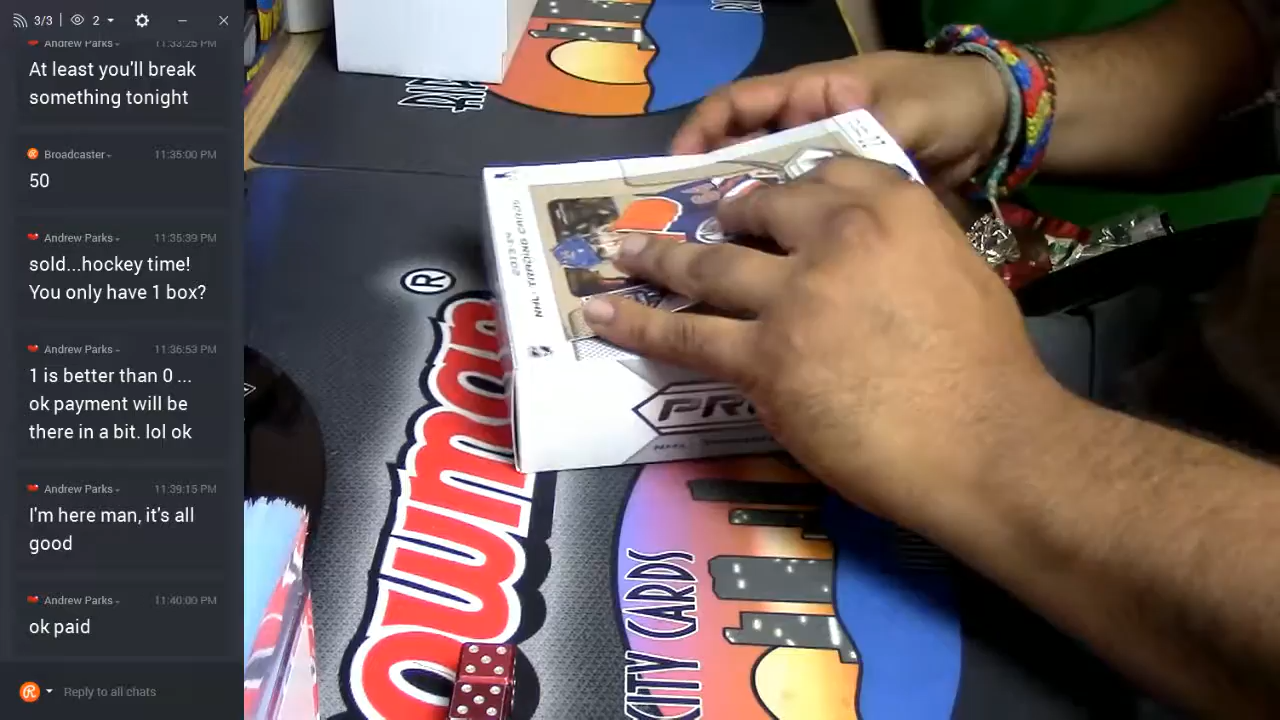 3/3 2
Andrew Parks 11:33:25 PM
At least you'll break
something tonight
Broadcaster 11:35:00 PM
50
Andrew Parks 11:35:39 PM
sold...hockey time!
You only have 1 box?
Andrew Parks 11:36:53 PM
1 is better than 0 ...
ok payment will be
there in a bit. lol ok
Andrew Parks 11:39:15 PM
I'm here man, it's all
good
Andrew Parks 11:40:00 PM
ok paid
Reply to all chats
RIP
2013-14
NHL TRADING CARDS
®
owman
CITY CARDS